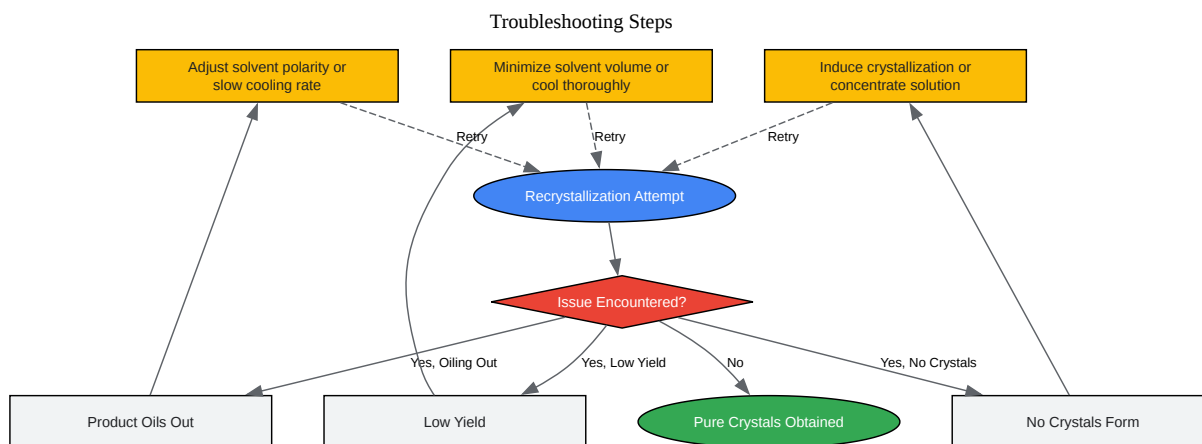 Troubleshooting Steps
Adjust solvent polarity or
slow cooling rate
Minimize solvent volume or
cool thoroughly
Induce crystallization or
concentrate solution
Retry
Retry
Retry
Recrystallization Attempt
Issue Encountered?
Yes, Oiling Out
Yes, Low Yield
No
Yes, No Crystals
Product Oils Out
Low Yield
Pure Crystals Obtained
No Crystals Form